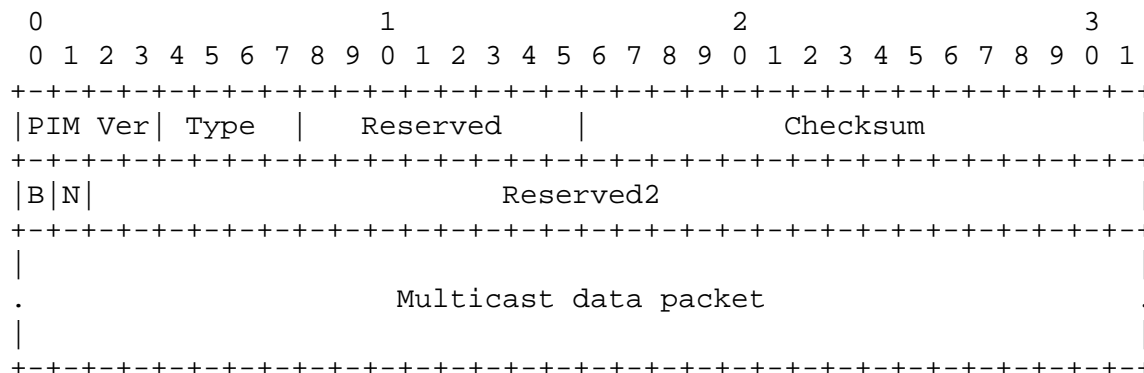 0                   1                   2                   3
 0 1 2 3 4 5 6 7 8 9 0 1 2 3 4 5 6 7 8 9 0 1 2 3 4 5 6 7 8 9 0 1
+-+-+-+-+-+-+-+-+-+-+-+-+-+-+-+-+-+-+-+-+-+-+-+-+-+-+-+-+-+-+-+-+
|PIM Ver| Type  |   Reserved    |           Checksum            |
+-+-+-+-+-+-+-+-+-+-+-+-+-+-+-+-+-+-+-+-+-+-+-+-+-+-+-+-+-+-+-+-+
|B|N|                       Reserved2                           |
+-+-+-+-+-+-+-+-+-+-+-+-+-+-+-+-+-+-+-+-+-+-+-+-+-+-+-+-+-+-+-+-+
|                                                               |
.                     Multicast data packet                     .
|                                                               |
+-+-+-+-+-+-+-+-+-+-+-+-+-+-+-+-+-+-+-+-+-+-+-+-+-+-+-+-+-+-+-+-+